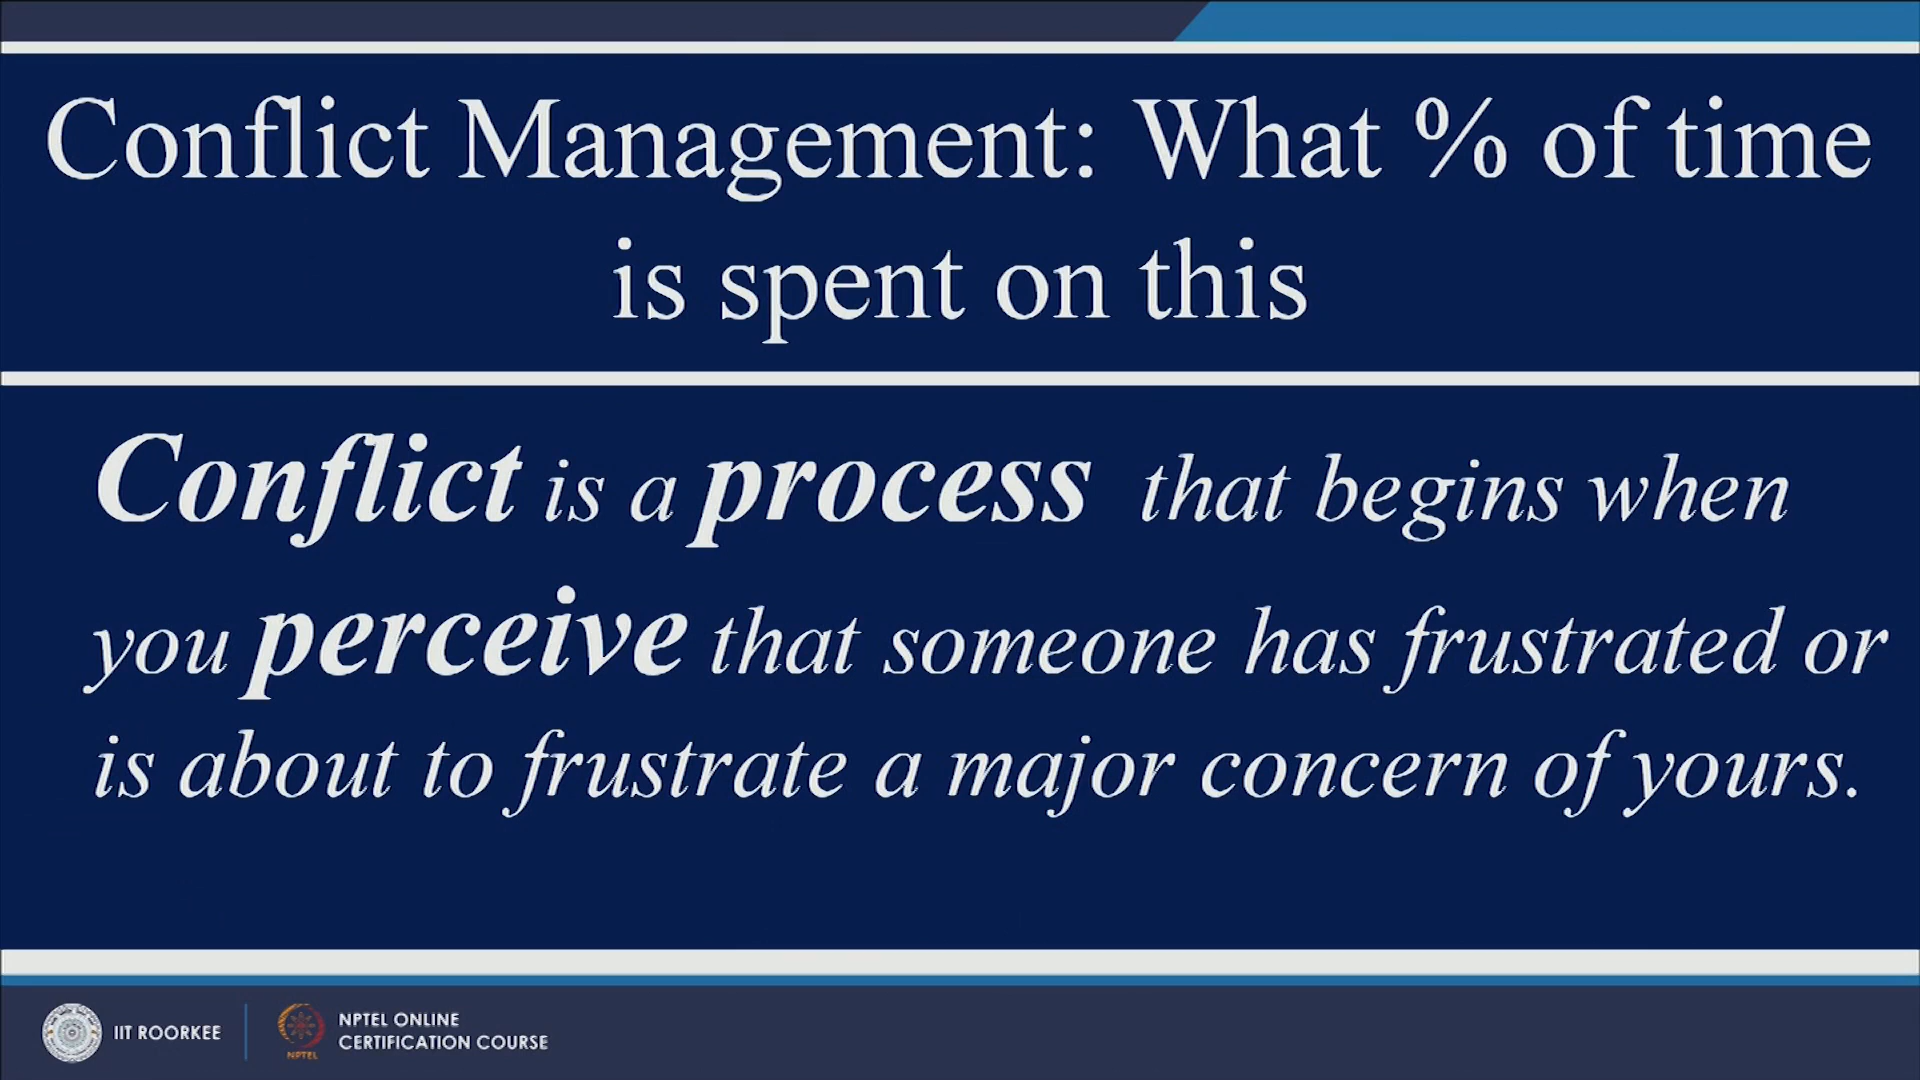 Conflict Management: What % of time
is spent on this
Conflict is a process that begins when
you perceive that someone has frustrated or
is about to frustrate a major concern of yours.
IIT ROORKEE
NPTEL
NPTEL ONLINE
CERTIFICATION COURSE